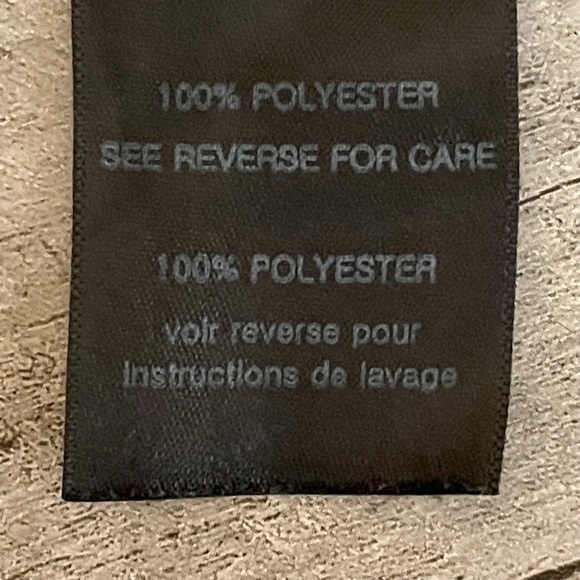 100% POLYESTER
SEE REVERSE FOR CARE
100% POLYESTER
voir reverse pour
instructions de lavage